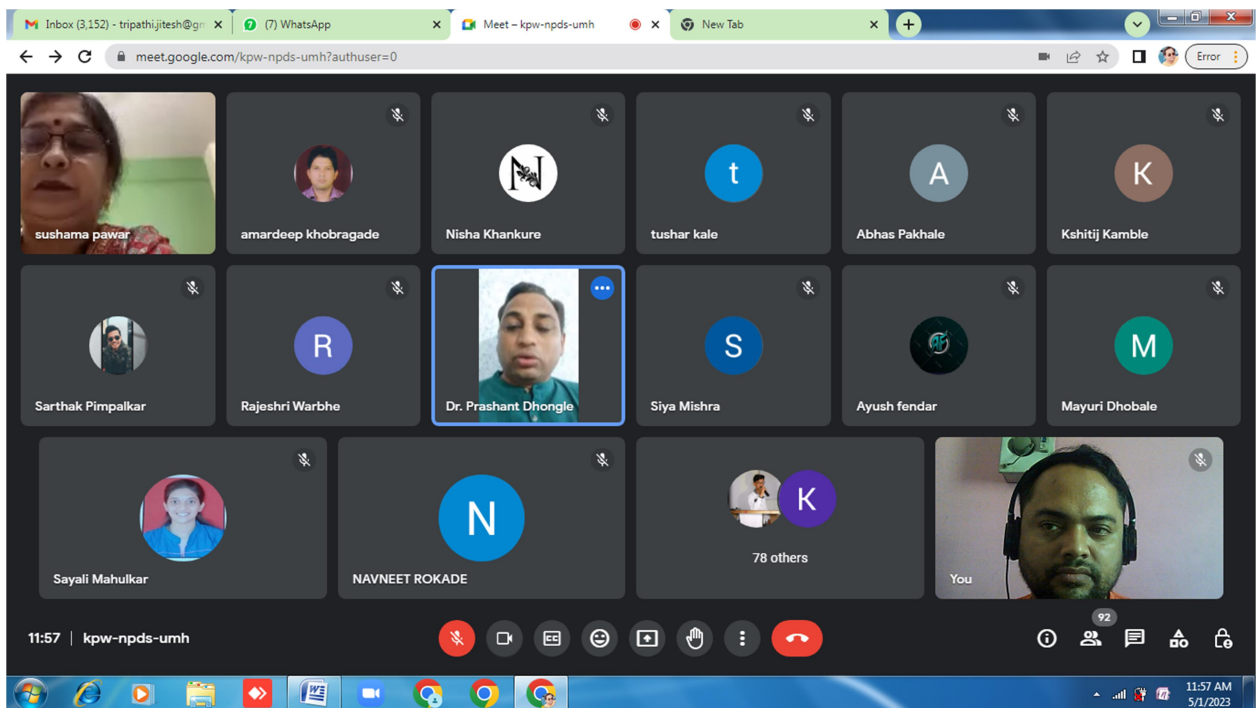 Inbox (3,152) - tripathi.jitesh@gm
(7) WhatsApp
Meet – kpw-npds-umh
New Tab
meet.google.com/kpw-npds-umh?authuser=0
Error
sushama pawar
amardeep khobragade
N
Nisha Khankure
t
tushar kale
A
Abhas Pakhale
K
Kshitij Kamble
Sarthak Pimpalkar
R
Rajeshri Warbhe
Dr. Prashant Dhongle
S
Siya Mishra
Ayush fendar
M
Mayuri Dhobale
Sayali Mahulkar
N
NAVNEET ROKADE
K
78 others
You
11:57 | kpw-npds-umh
92
11:57 AM
5/1/2023